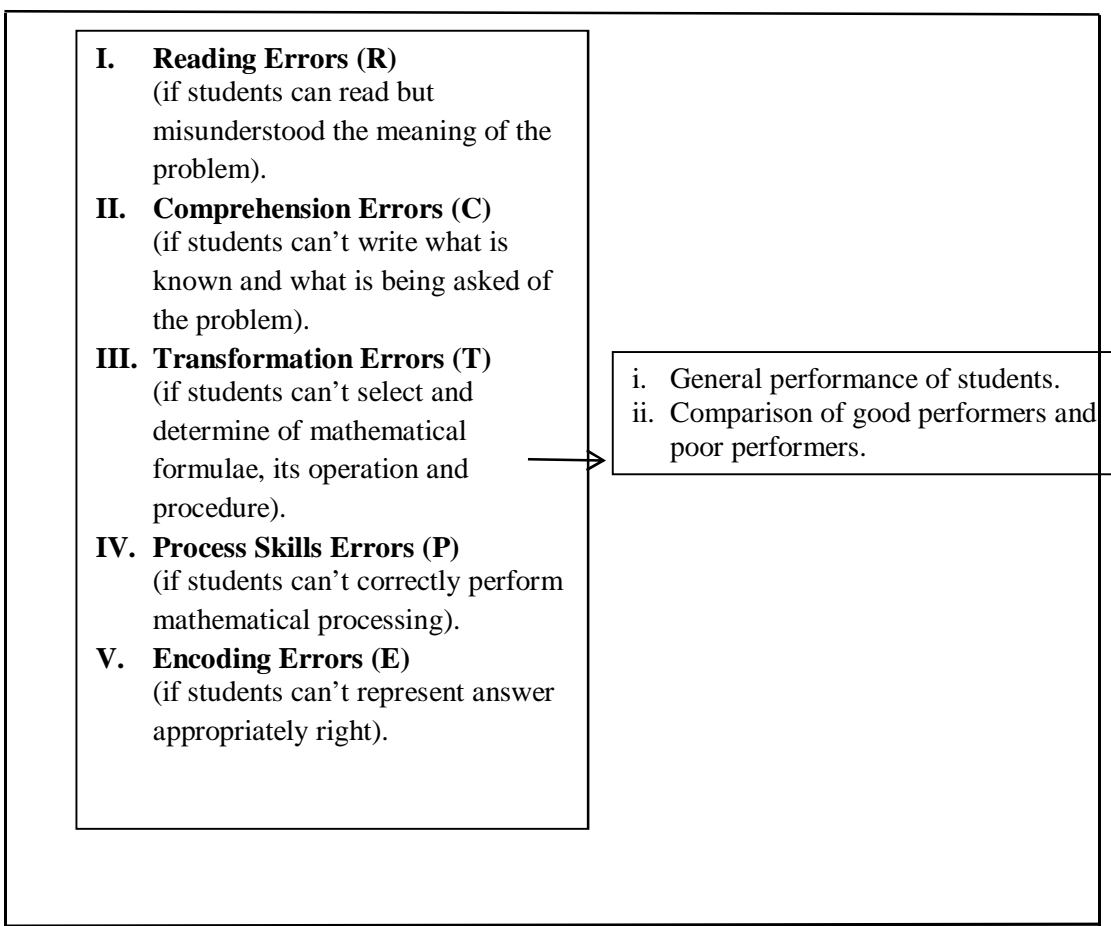 I. Reading Errors (R)
(if students can read but
misunderstood the meaning of the
problem).
II. Comprehension Errors (C)
(if students can’t write what is
known and what is being asked of
the problem).
III. Transformation Errors (T)
(if students can’t select and
determine of mathematical
formulae, its operation and
procedure).
IV. Process Skills Errors (P)
(if students can’t correctly perform
mathematical processing).
V. Encoding Errors (E)
(if students can’t represent answer
appropriately right).
i. General performance of students.
ii. Comparison of good performers and
poor performers.